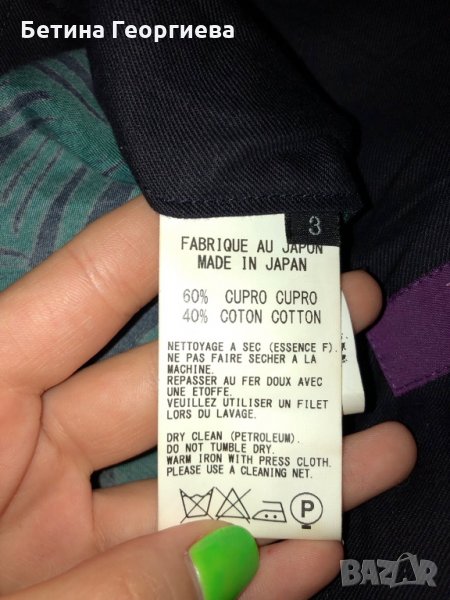 Бетина Георгиева
3
FABRIQUE AU JAPON
MADE IN JAPAN
60% CUPRO CUPRO
40% COTON COTTON
NETTOYAGE A SEC (ESSENCE F).
NE PAS FAIRE SECHER A LA
MACHINE.
REPASSER AU FER DOUX AVEC
UNE ETOFFE.
VEUILLEZ UTILISER UN FILET
LORS DU LAVAGE.
DRY CLEAN (PETROLEUM).
DO NOT TUMBLE DRY.
WARM IRON WITH PRESS CLOTH.
PLEASE USE A CLEANING NET.
P
BAZAR